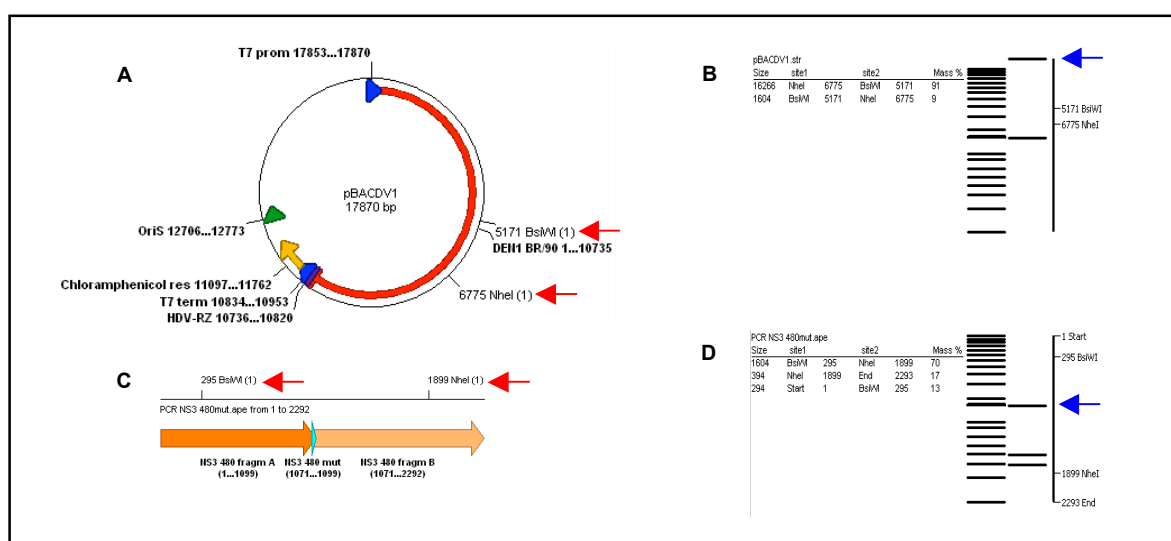 A
T7 prom 17853...17870
pBACDV1
17870 bp
OriS 12706...12773
5171 BsiWI (1)
DEN1 BR/90 1...10735
Chloramphenicol res 11097...11762
T7 term 10834...10953
HDV-RZ 10736...10820
6775 NheI (1)
B
pBACDV1.str
Size site1 site2 Mass %
16266 NheI 6775 BsiWI 5171 91
1604 BsiWI 5171 NheI 6775 9
5171 BsiWI
6775 NheI
C
295 BsiWI (1)
1899 NheI (1)
PCR NS3 480mut.ape from 1 to 2292
NS3 480 fragm A
(1...1099)
NS3 480 mut
(1071...1099)
NS3 480 fragm B
(1071...2292)
D
PCR NS3 480mut.ape
Size site1 site2 Mass %
1604 BsiWI 295 NheI 1899 70
394 NheI 1899 End 2293 17
294 Start 1 BsiWI 295 13
1 Start
295 BsiWI
1899 NheI
2293 End